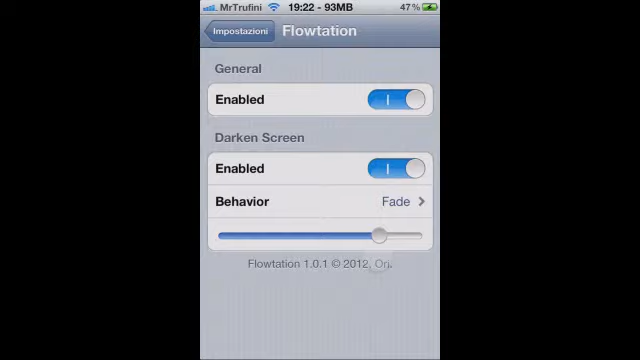 MrTrufini 19:22 - 93MB 47%
Impostazioni Flowtation
General
Enabled
Darken Screen
Enabled
Behavior Fade
Flowtation 1.0.1 © 2012, Ori.